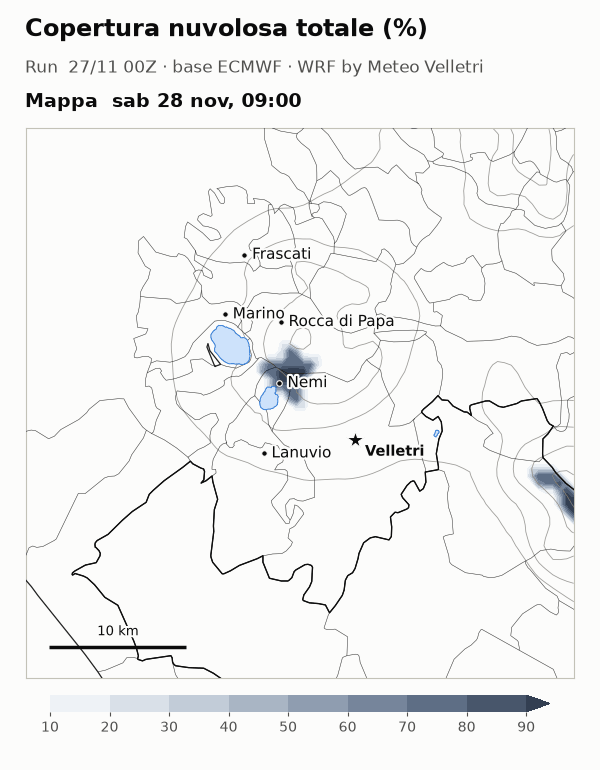 Copertura nuvolosa totale (%)
Run  27/11 00Z · base ECMWF · WRF by Meteo Velletri
Mappa  sab 28 nov, 09:00
Frascati
Marino
Rocca di Papa
Nemi
Velletri
Lanuvio
10 km
10 20 30 40 50 60 70 80 90